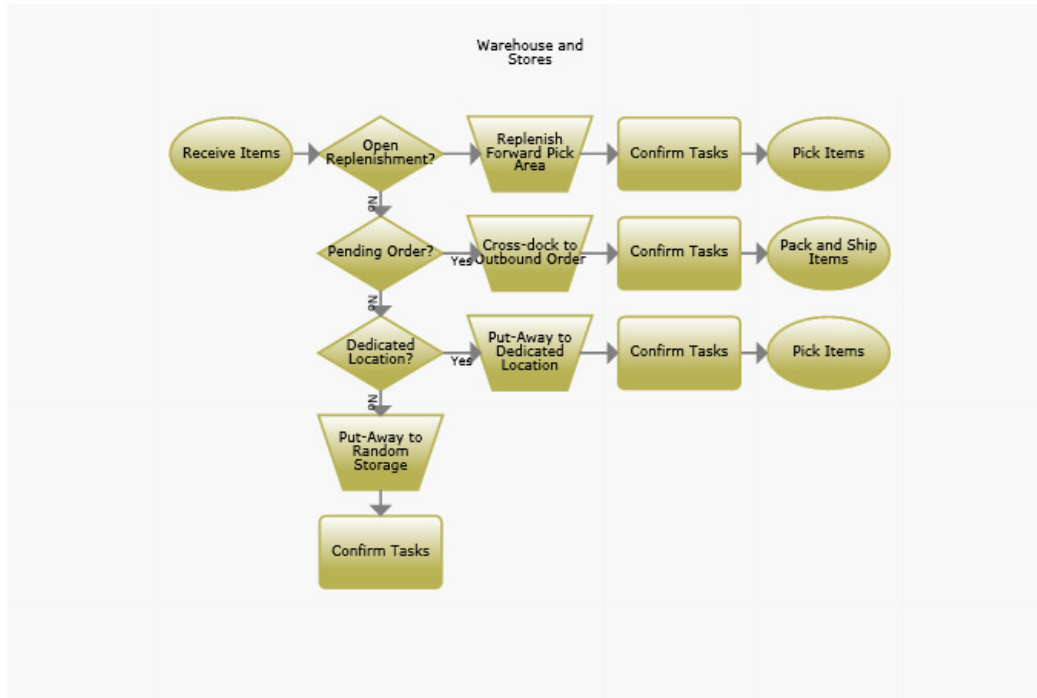 Warehouse and
Stores
Receive Items
Open
Replenishment?
Replenish
Forward Pick
Area
Confirm Tasks
Pick Items
No
Pending Order?
Yes
Cross-dock to
Outbound Order
Confirm Tasks
Pack and Ship
Items
No
Dedicated
Location?
Yes
Put-Away to
Dedicated
Location
Confirm Tasks
Pick Items
No
Put-Away to
Random
Storage
Confirm Tasks